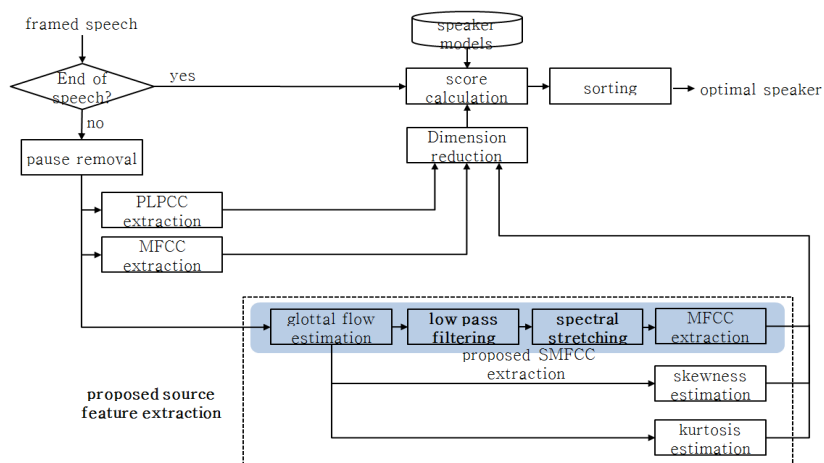 framed speech
speaker
models
End of
speech?
yes
score
calculation
sorting
optimal speaker
no
pause removal
Dimension
reduction
PLPCC
extraction
MFCC
extraction
glottal flow
estimation
low pass
filtering
spectral
stretching
MFCC
extraction
proposed SMFCC
extraction
skewness
estimation
proposed source
feature extraction
kurtosis
estimation